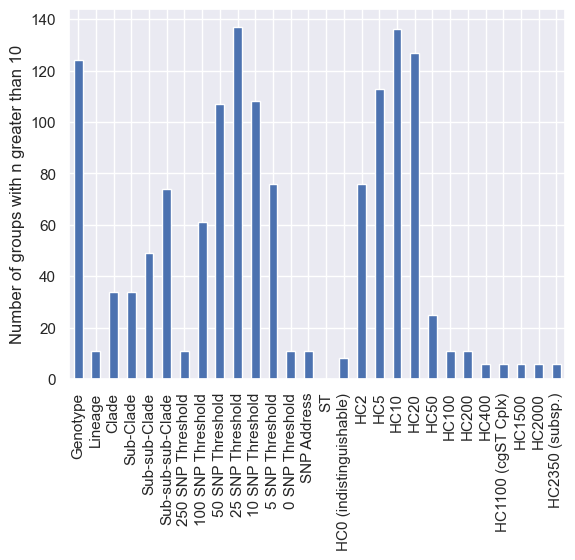 Number of groups with n greater than 10
140
120
100
80
60
40
20
0
Genotype
Lineage
Clade
Sub-Clade
Sub-sub-Clade
Sub-sub-sub-Clade
250 SNP Threshold
100 SNP Threshold
50 SNP Threshold
25 SNP Threshold
10 SNP Threshold
5 SNP Threshold
0 SNP Threshold
SNP Address
ST
HC0 (indistinguishable)
HC2
HC5
HC10
HC20
HC50
HC100
HC200
HC400
HC1100 (cgST Cplx)
HC1500
HC2000
HC2350 (subsp.)